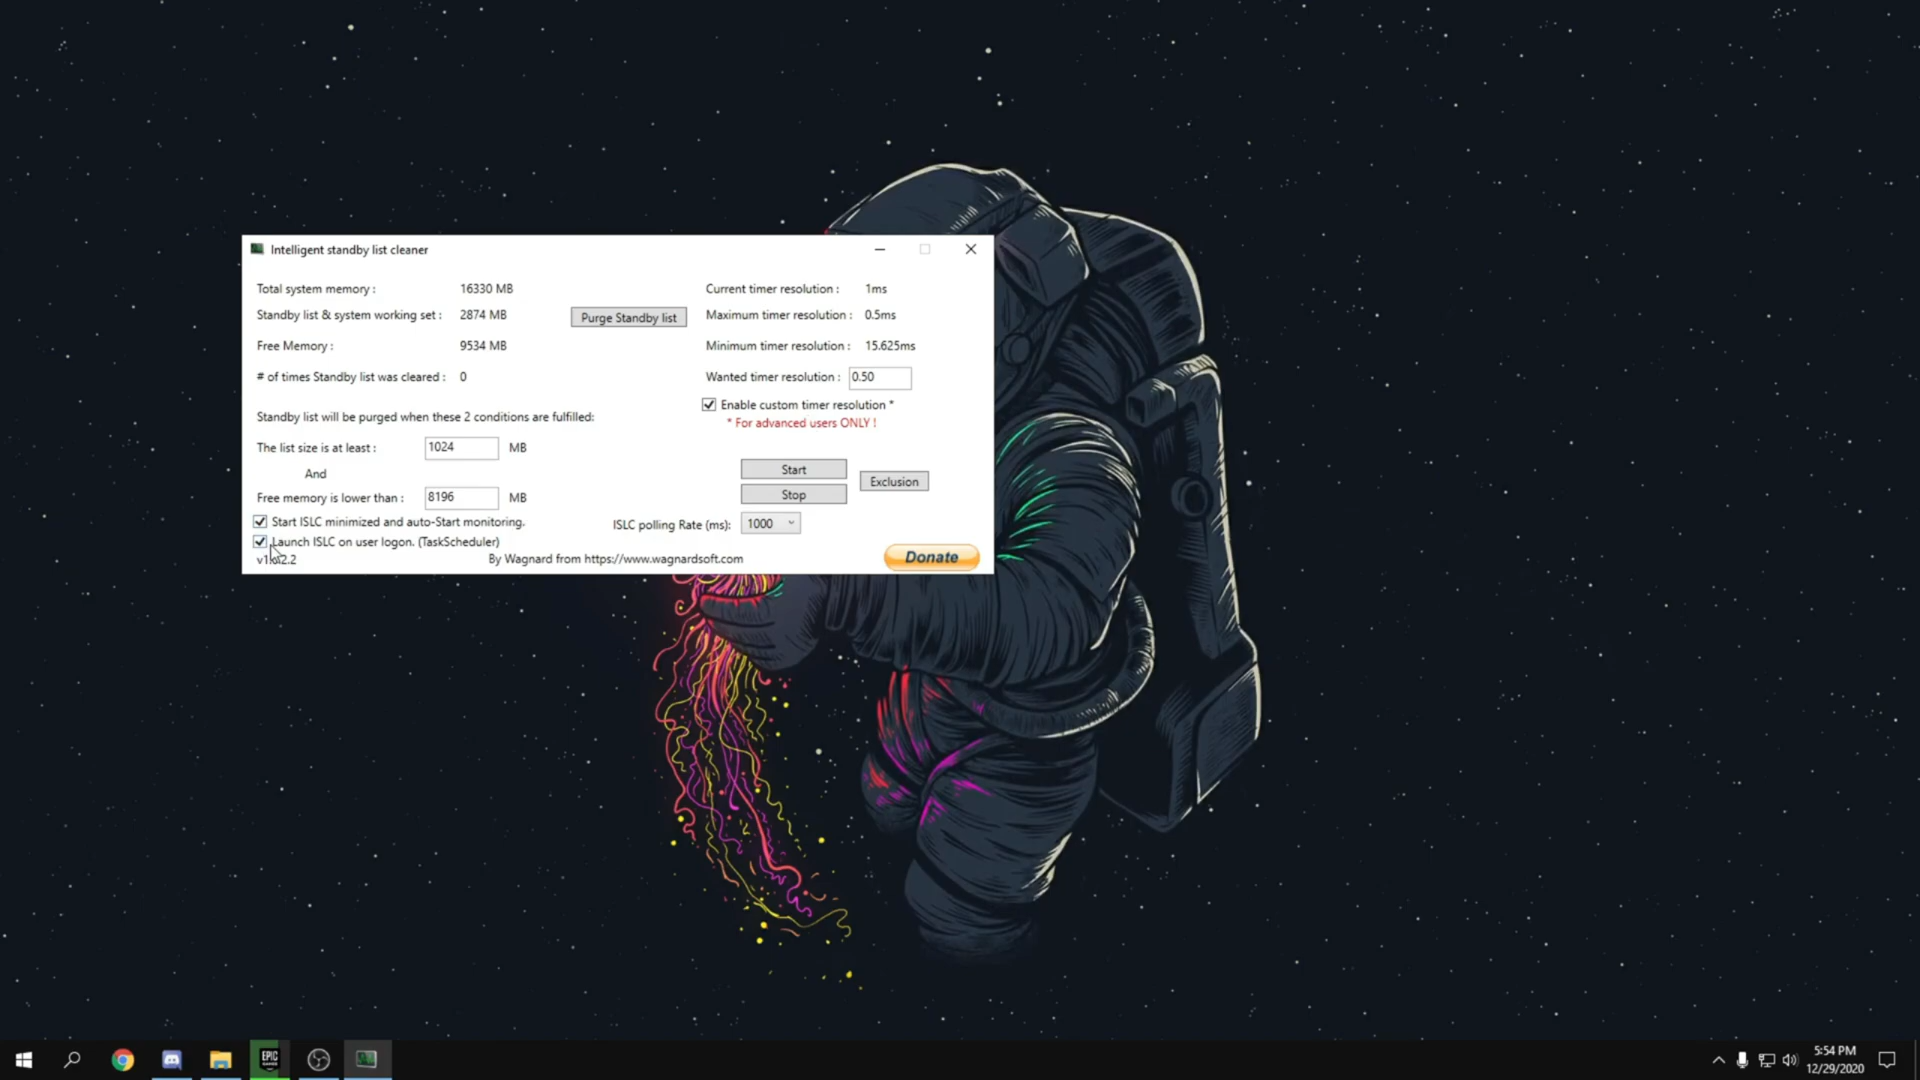 Intelligent standby list cleaner
Total system memory : 16330 MB
Standby list & system working set : 2874 MB
Purge Standby list
Free Memory : 9534 MB
# of times Standby list was cleared : 0
Standby list will be purged when these 2 conditions are fulfilled:
The list size is at least : 1024 MB
And
Free memory is lower than : 8196 MB
Start ISLC minimized and auto-Start monitoring.
Launch ISLC on user logon. (TaskScheduler)
Current timer resolution : 1ms
Maximum timer resolution : 0.5ms
Minimum timer resolution : 15.625ms
Wanted timer resolution : 0.50
Enable custom timer resolution *
* For advanced users ONLY !
Start
Stop
Exclusion
ISLC polling Rate (ms): 1000
By Wagnard from https://www.wagnardsoft.com
Donate
EPIC
GAMES
5:54 PM
12/29/2020